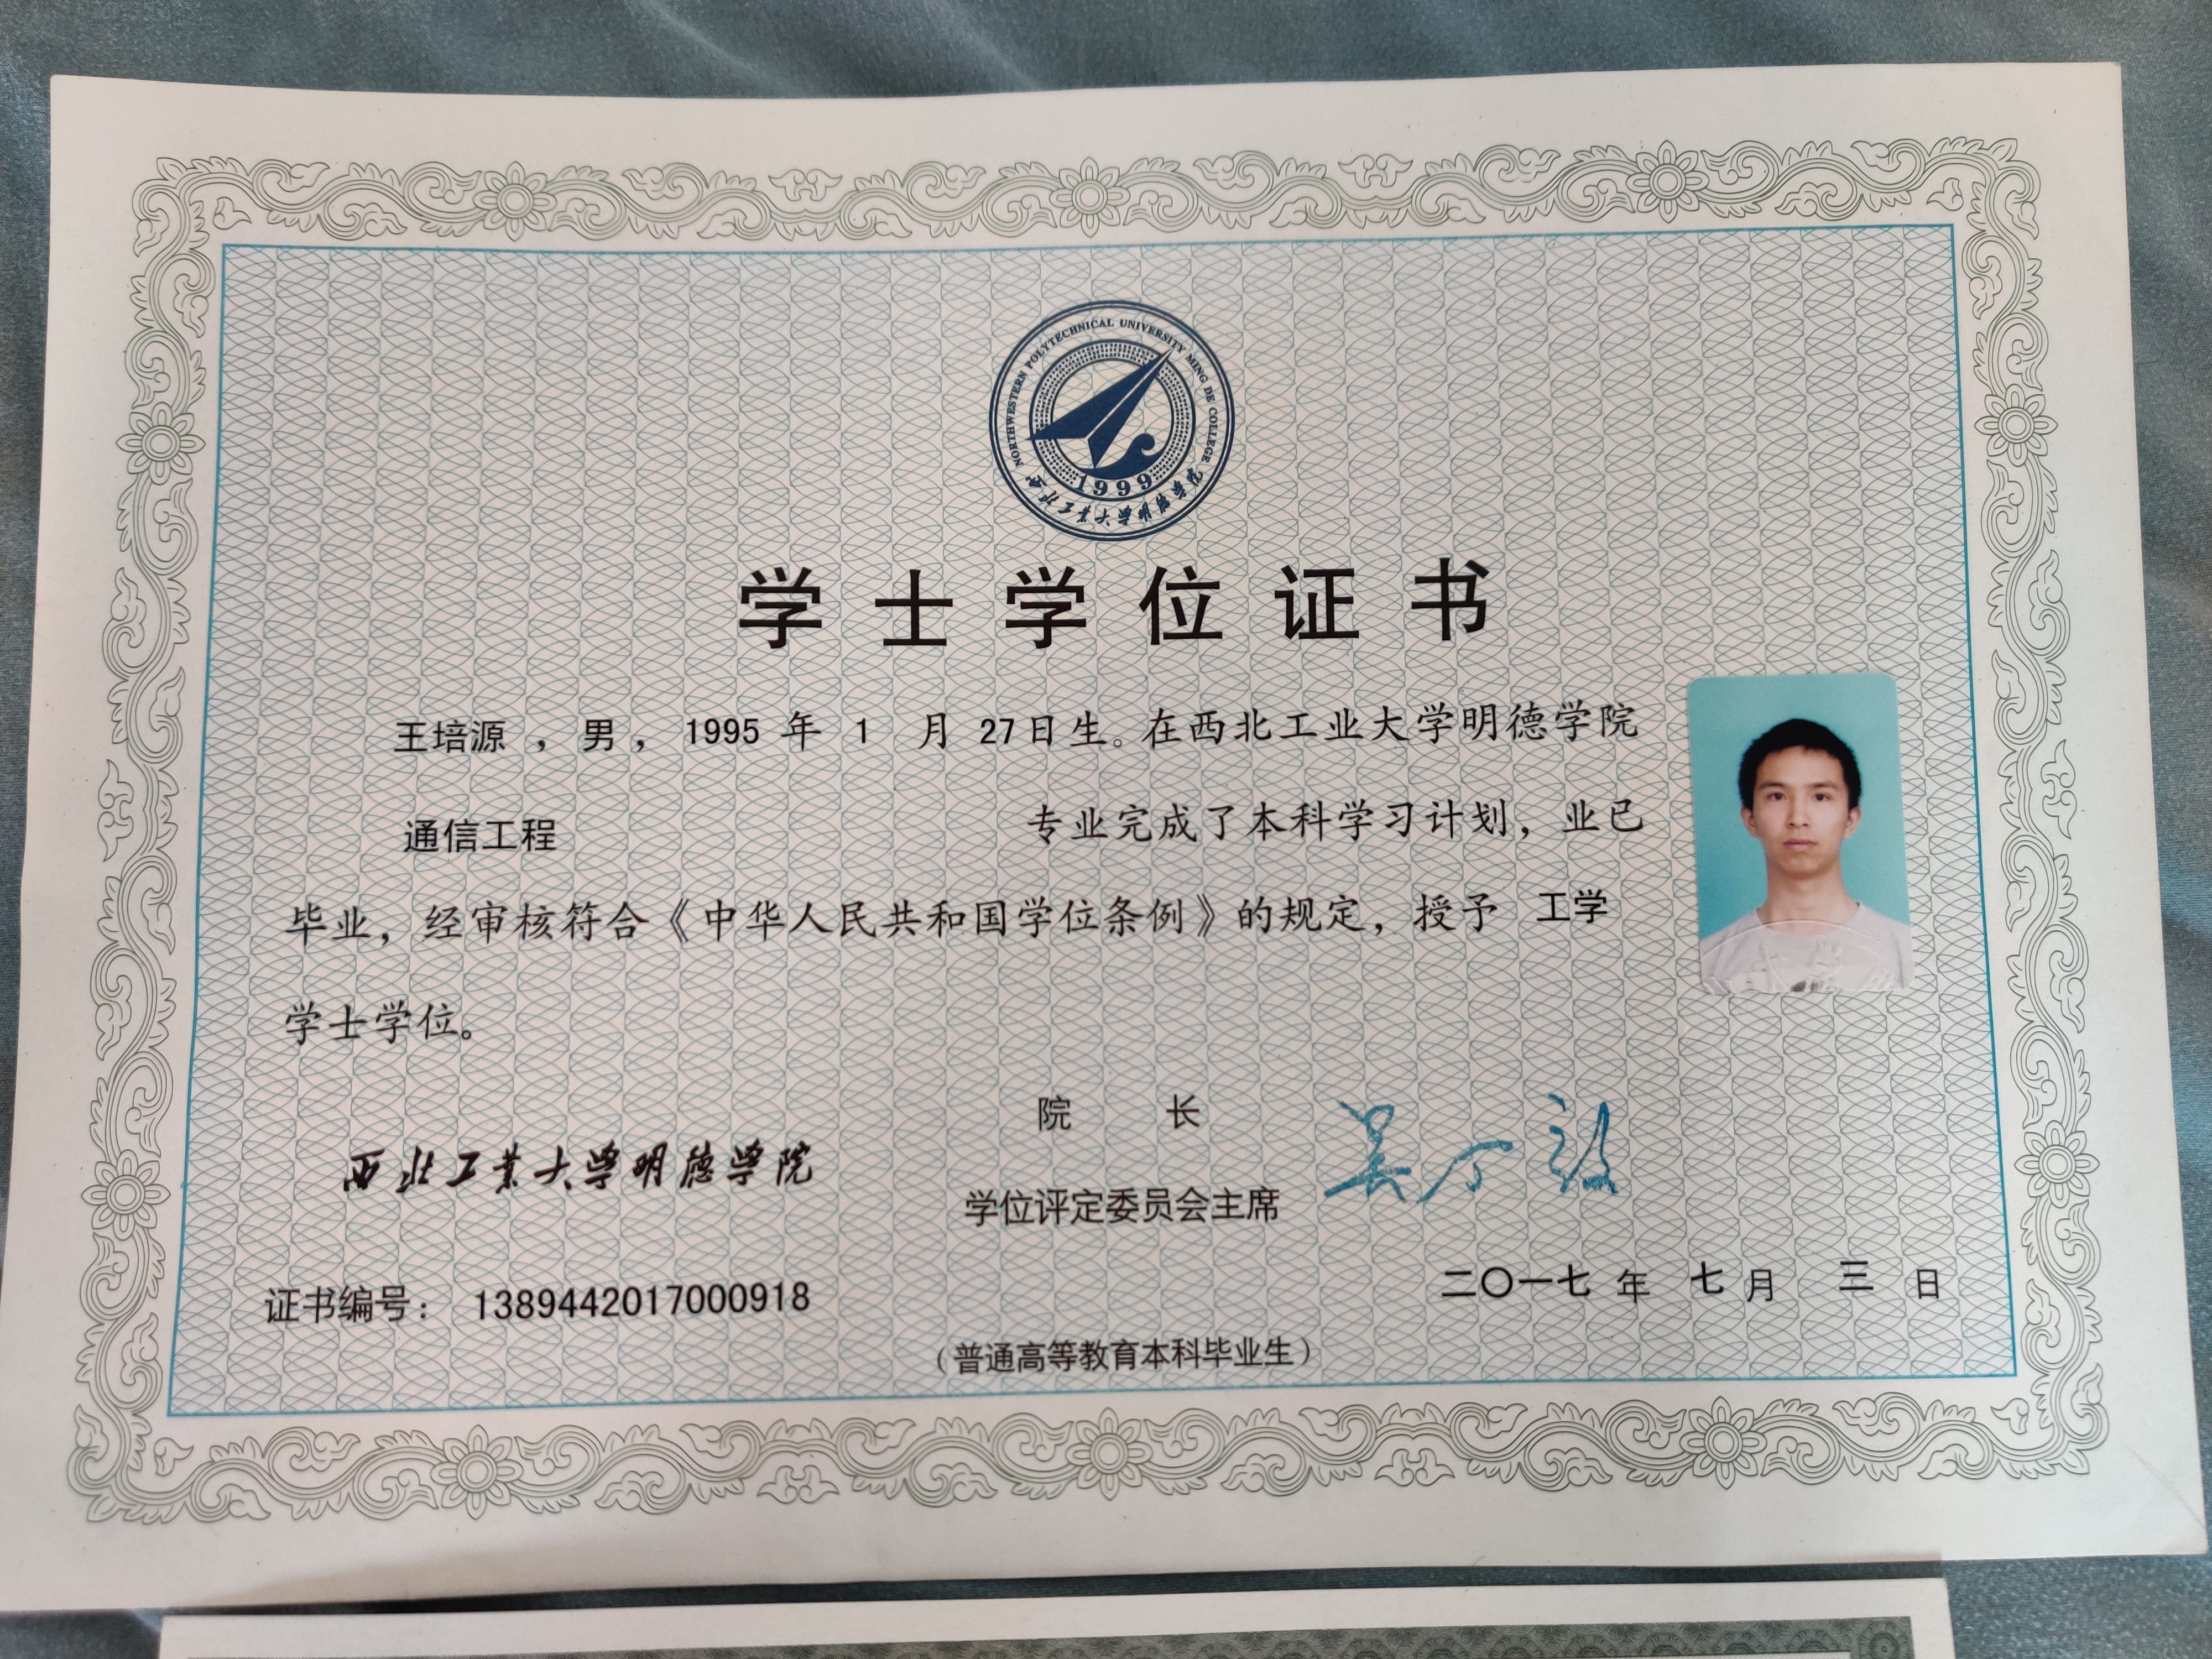 NORTHWESTERN POLYTECHNICAL UNIVERSITY MING DE COLLEGE
1999
西北工业大学明德学院
学士学位证书
王培源 ，男，1995 年 1 月 27日生。在西北工业大学明德学院
通信工程 专业完成了本科学习计划，业已
毕业，经审核符合《中华人民共和国学位条例》的规定，授予 工学
学士学位。
院 长
西北工业大学明德学院
学位评定委员会主席
二〇一七 年 七 月 三 日
证书编号： 1389442017000918
（普通高等教育本科毕业生）